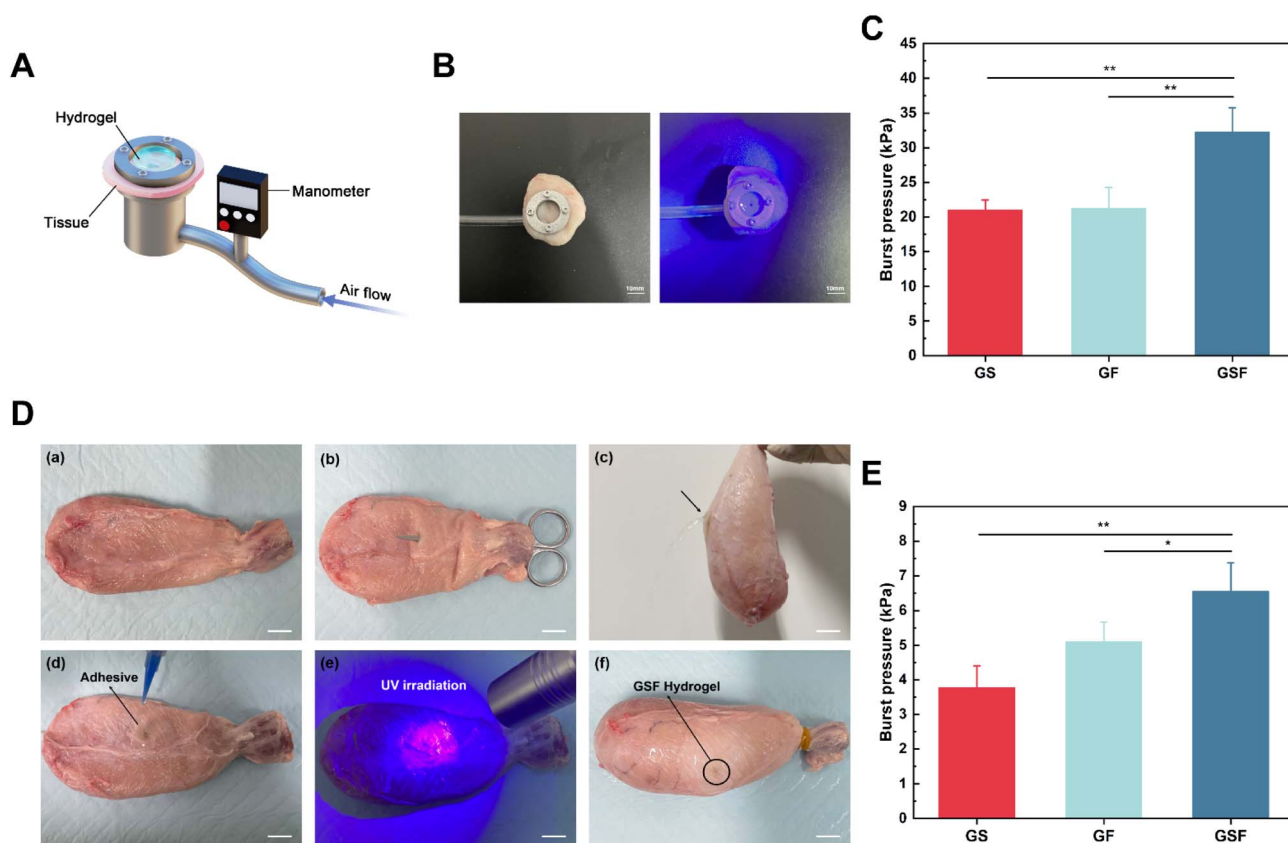 A
Hydrogel
Tissue
Manometer
Air flow
B
10mm
10mm
C
45
40
35
30
25
20
15
10
5
0
Burst pressure (kPa)
**
**
GS
GF
GSF
D
(a)
(b)
(c)
(d)
Adhesive
(e)
UV irradiation
(f)
GSF Hydrogel
E
9
8
7
6
5
4
3
2
1
0
Burst pressure (kPa)
**
*
GS
GF
GSF